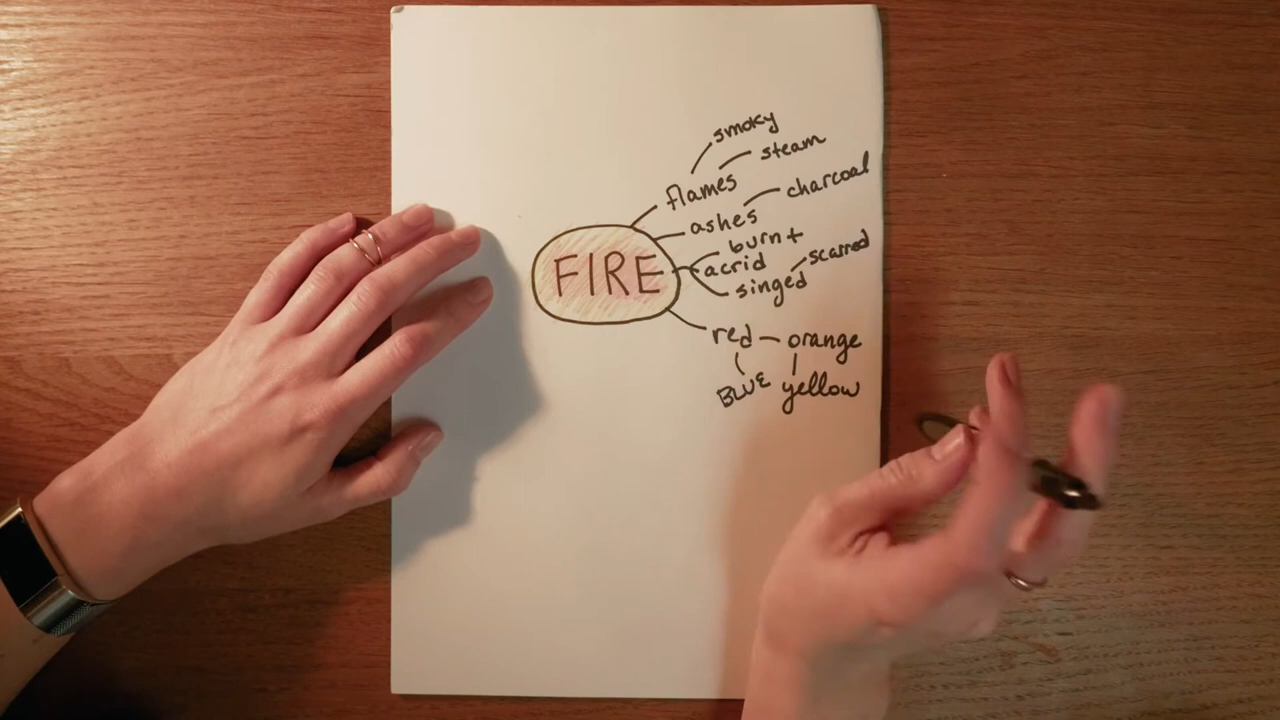 smoky
steam
flames
charcoal
ashes
burnt
scarred
FIRE
acrid
singed
red orange
BLUE yellow